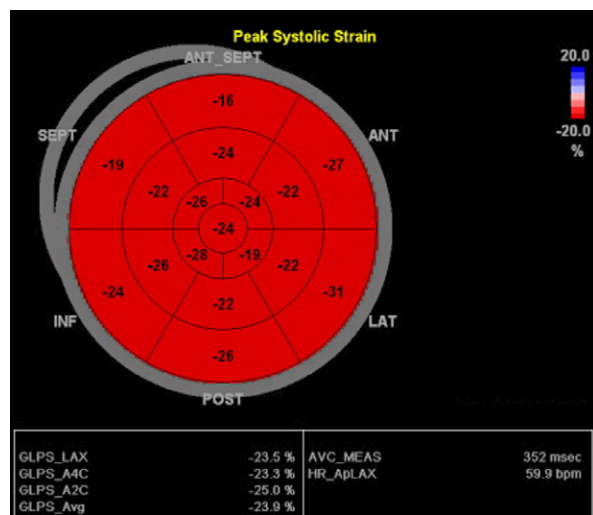 Peak Systolic Strain
ANT_SEPT
20.0
-16
SEPT
ANT
-20.0
%
-24
-19
-27
-22
-22
-26
-24
-24
-28
-19
-26
-22
-24
-31
-22
INF
LAT
-26
POST
GLPS_LAX
-23.5 %
AVC_MEAS
352 msec
GLPS_A4C
-23.3 %
HR_ApLAX
59.9 bpm
GLPS_A2C
-25.0 %
GLPS_Avg
-23.9 %